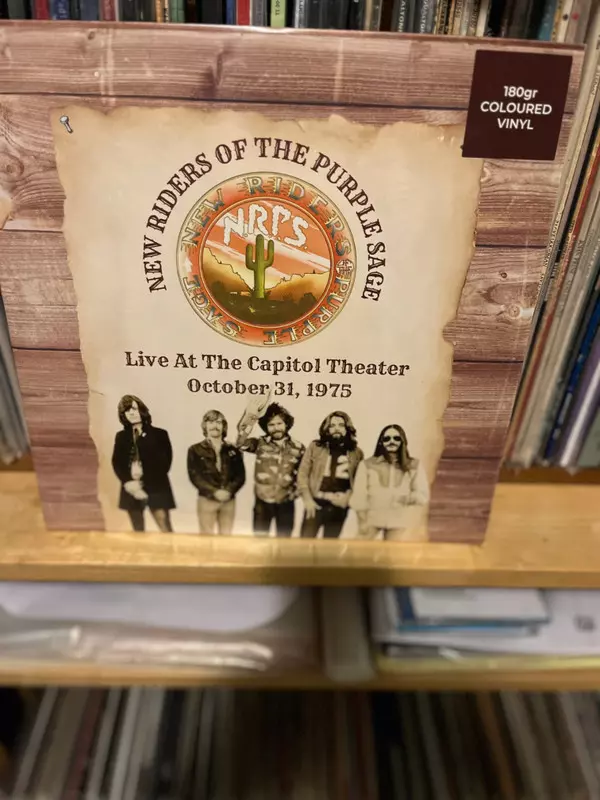 180gr
COLOURED
VINYL
NEW RIDERS OF THE PURPLE SAGE
NEW RIDERS
N.R.P.S.
PURPLE SAGE
Live At The Capitol Theater
October 31, 1975